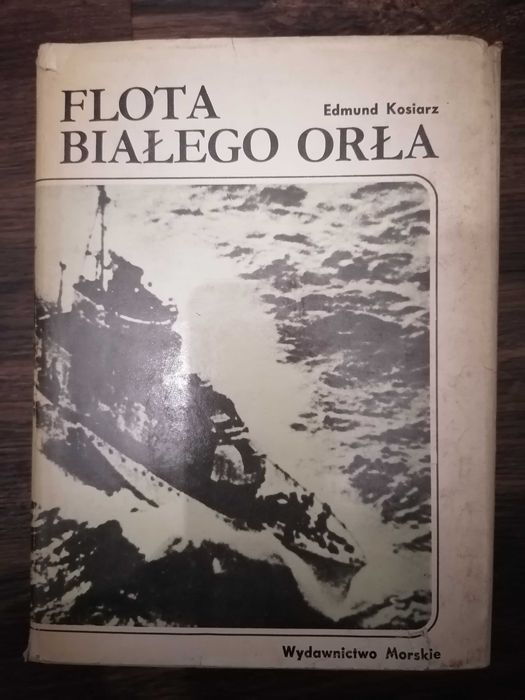 FLOTA
Edmund Kosiarz
BIAŁEGO ORŁA
Wydawnictwo Morskie